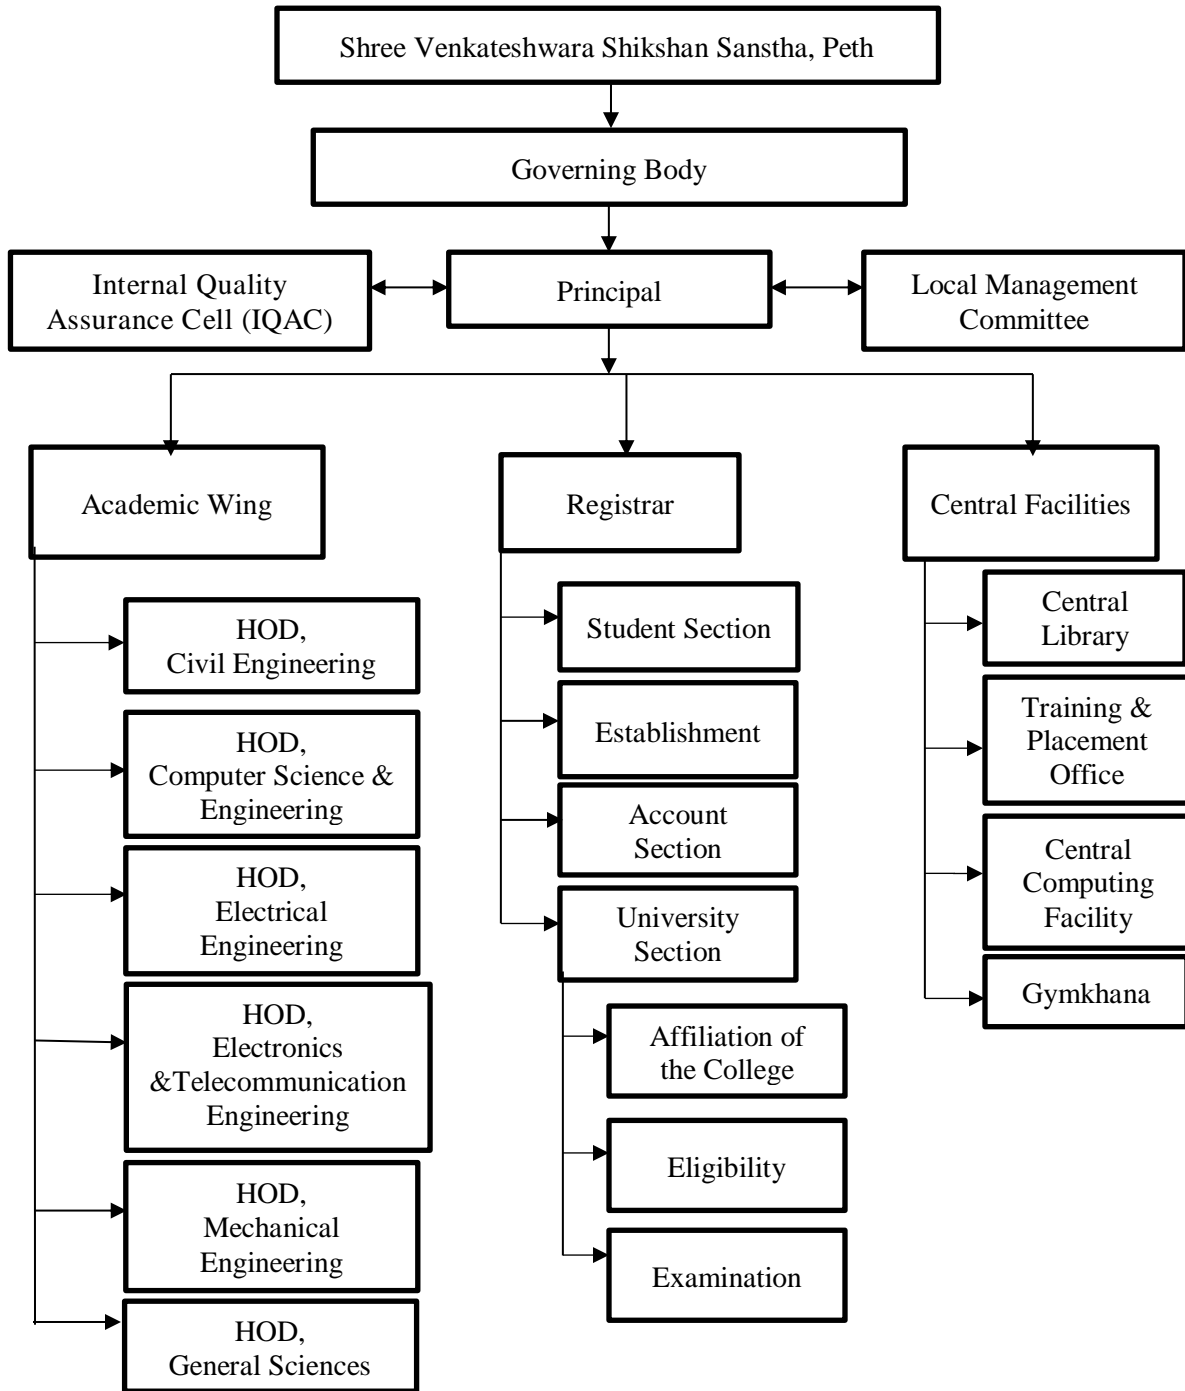 Shree Venkateshwara Shikshan Sanstha, Peth
Governing Body
Internal Quality
Assurance Cell (IQAC)
Principal
Local Management
Committee
Academic Wing
HOD,
Civil Engineering
HOD,
Computer Science &
Engineering
HOD,
Electrical
Engineering
HOD,
Electronics
&Telecommunication
Engineering
HOD,
Mechanical
Engineering
HOD,
General Sciences
Registrar
Student Section
Establishment
Account
Section
University
Section
Affiliation of
the College
Eligibility
Examination
Central Facilities
Central
Library
Training &
Placement
Office
Central
Computing
Facility
Gymkhana